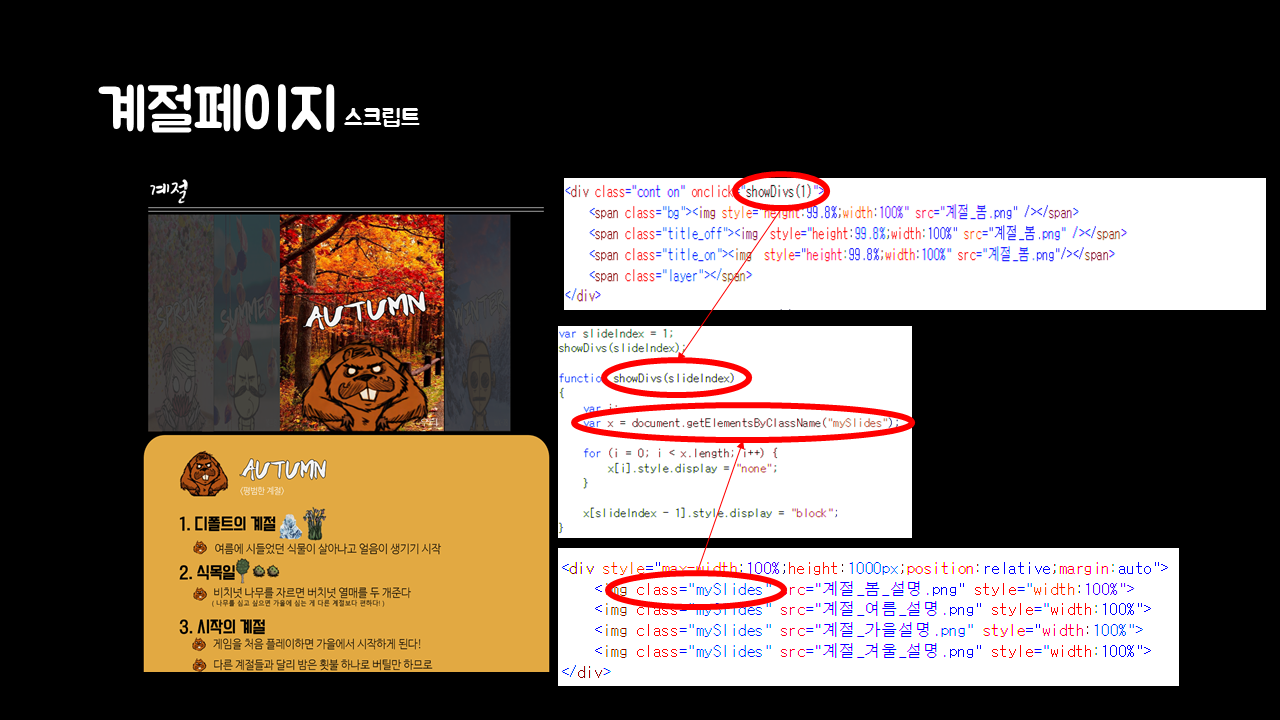 계절페이지 스크립트
계절
SPRING
SUMMER
AUTUMN
WINTER
AUTUMN
(평범한 계절)
1. 디폴트의 계절
여름에 시들었던 식물이 살아나고 얼음이 생기기 시작
2. 식목일
비치넛 나무를 자르면 버치넛 열매를 두 개준다
( 나무를 심고 싶으면 가을에 심는 게 다른 계절보다 편하다! )
3. 시작의 계절
게임을 처음 플레이하면 가을에서 시작하게 된다!
다른 계절들과 달리 밤은 횃불 하나로 버틸만 하므로
<div class="cont on" onclick="showDivs(1)">
<span class="bg"><img style="height:99.8%;width:100%" src="계절_봄.png" /></span>
<span class="title_off"><img style="height:99.8%;width:100%" src="계절_봄.png" /></span>
<span class="title_on"><img style="height:99.8%;width:100%" src="계절_봄.png"/></span>
<span class="layer"></span>
</div>
var slideIndex = 1;
showDivs(slideIndex);
function showDivs(slideIndex)
{
var i;
var x = document.getElementsByClassName("mySlides");
for (i = 0; i < x.length; i++) {
x[i].style.display = "none";
}
x[slideIndex - 1].style.display = "block";
}
<div style="max-width:100%;height:1000px;position:relative;margin:auto">
<img class="mySlides" src="계절_봄_설명.png" style="width:100%">
<img class="mySlides" src="계절_여름_설명.png" style="width:100%">
<img class="mySlides" src="계절_가을설명.png" style="width:100%">
<img class="mySlides" src="계절_겨울_설명.png" style="width:100%">
</div>